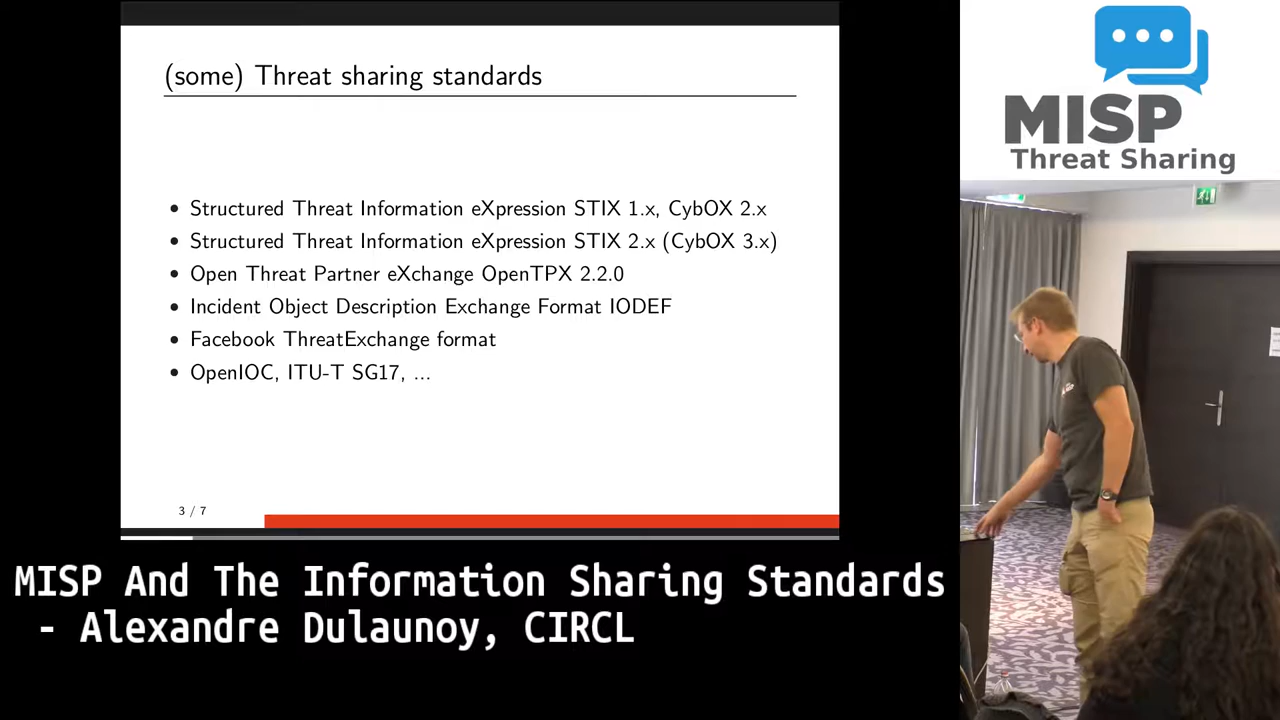 (some) Threat sharing standards
• Structured Threat Information eXpression STIX 1.x, CybOX 2.x
• Structured Threat Information eXpression STIX 2.x (CybOX 3.x)
• Open Threat Partner eXchange OpenTPX 2.2.0
• Incident Object Description Exchange Format IODEF
• Facebook ThreatExchange format
• OpenIOC, ITU-T SG17, ...
3 / 7
MISP
Threat Sharing
MISP And The Information Sharing Standards
- Alexandre Dulaunoy, CIRCL